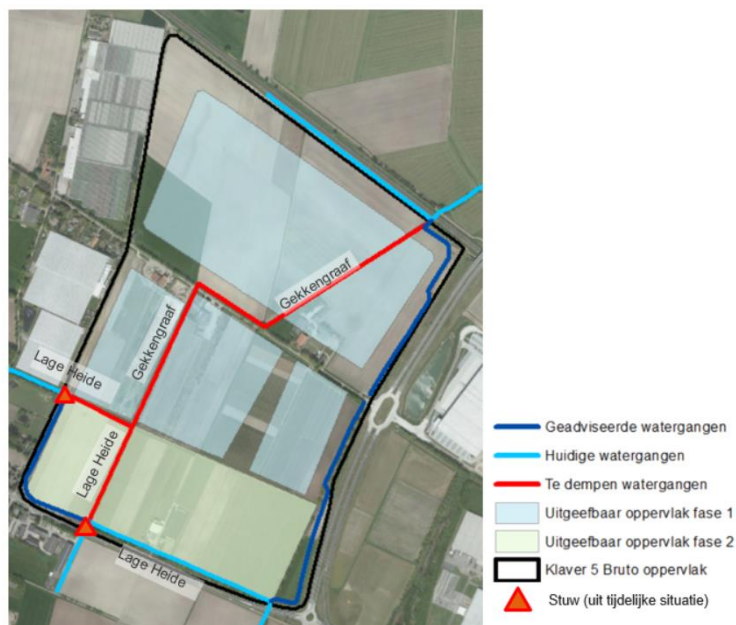 Gekkengraaf
Gekkengraaf
Lage Heide
Lage Heide
Lage Heide
Geadviseerde watergangen
Huidige watergangen
Te dempen watergangen
Uitgeefbaar oppervlak fase 1
Uitgeefbaar oppervlak fase 2
Klaver 5 Bruto oppervlak
Stuw (uit tijdelijke situatie)